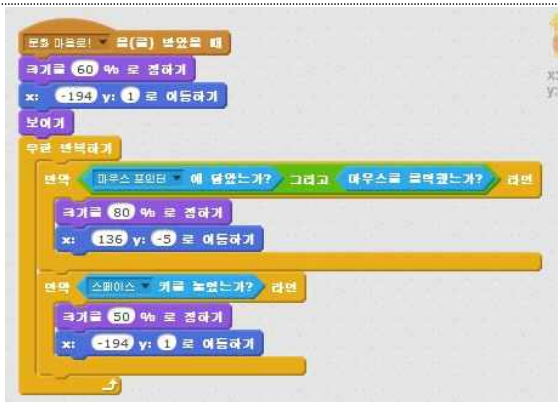 문화 마을로! 을(를) 받았을 때
크기를 60 % 로 정하기
x: -194 y: 1 로 이동하기
보이기
무한 반복하기
만약 마우스 포인터 에 닿았는가? 그리고 마우스를 클릭했는가? 라면
크기를 80 % 로 정하기
x: 136 y: -5 로 이동하기
만약 스페이스 키를 눌렀는가? 라면
크기를 50 % 로 정하기
x: -194 y: 1 로 이동하기
x:
y: